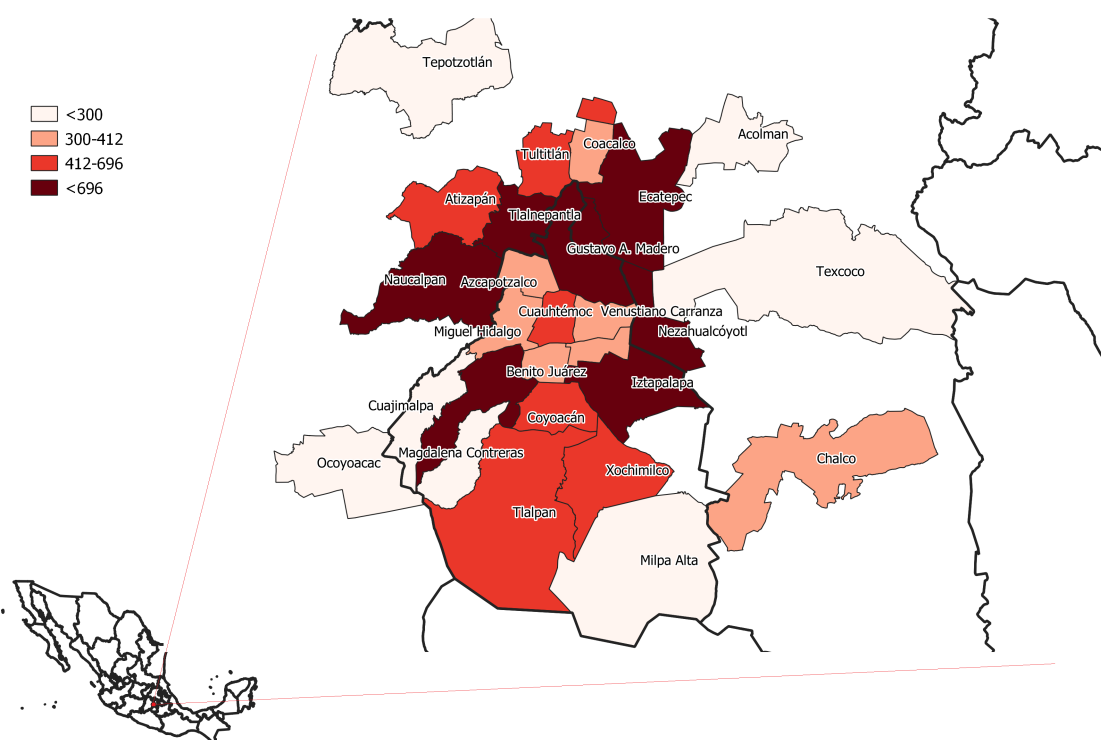 Tepotzotlán
<300
300-412
412-696
<696
Acolman
Coacalco
Tultitlán
Ecatepec
Atizapán
Tlalnepantla
Gustavo A. Madero
Texcoco
Naucalpan
Azcapotzalco
Cuauhtémoc
Venustiano Carranza
Miguel Hidalgo
Nezahualcóyotl
Benito Juárez
Iztapalapa
Cuajimalpa
Coyoacán
Magdalena Contreras
Ocoyoacac
Chalco
Xochimilco
Tlalpan
Milpa Alta